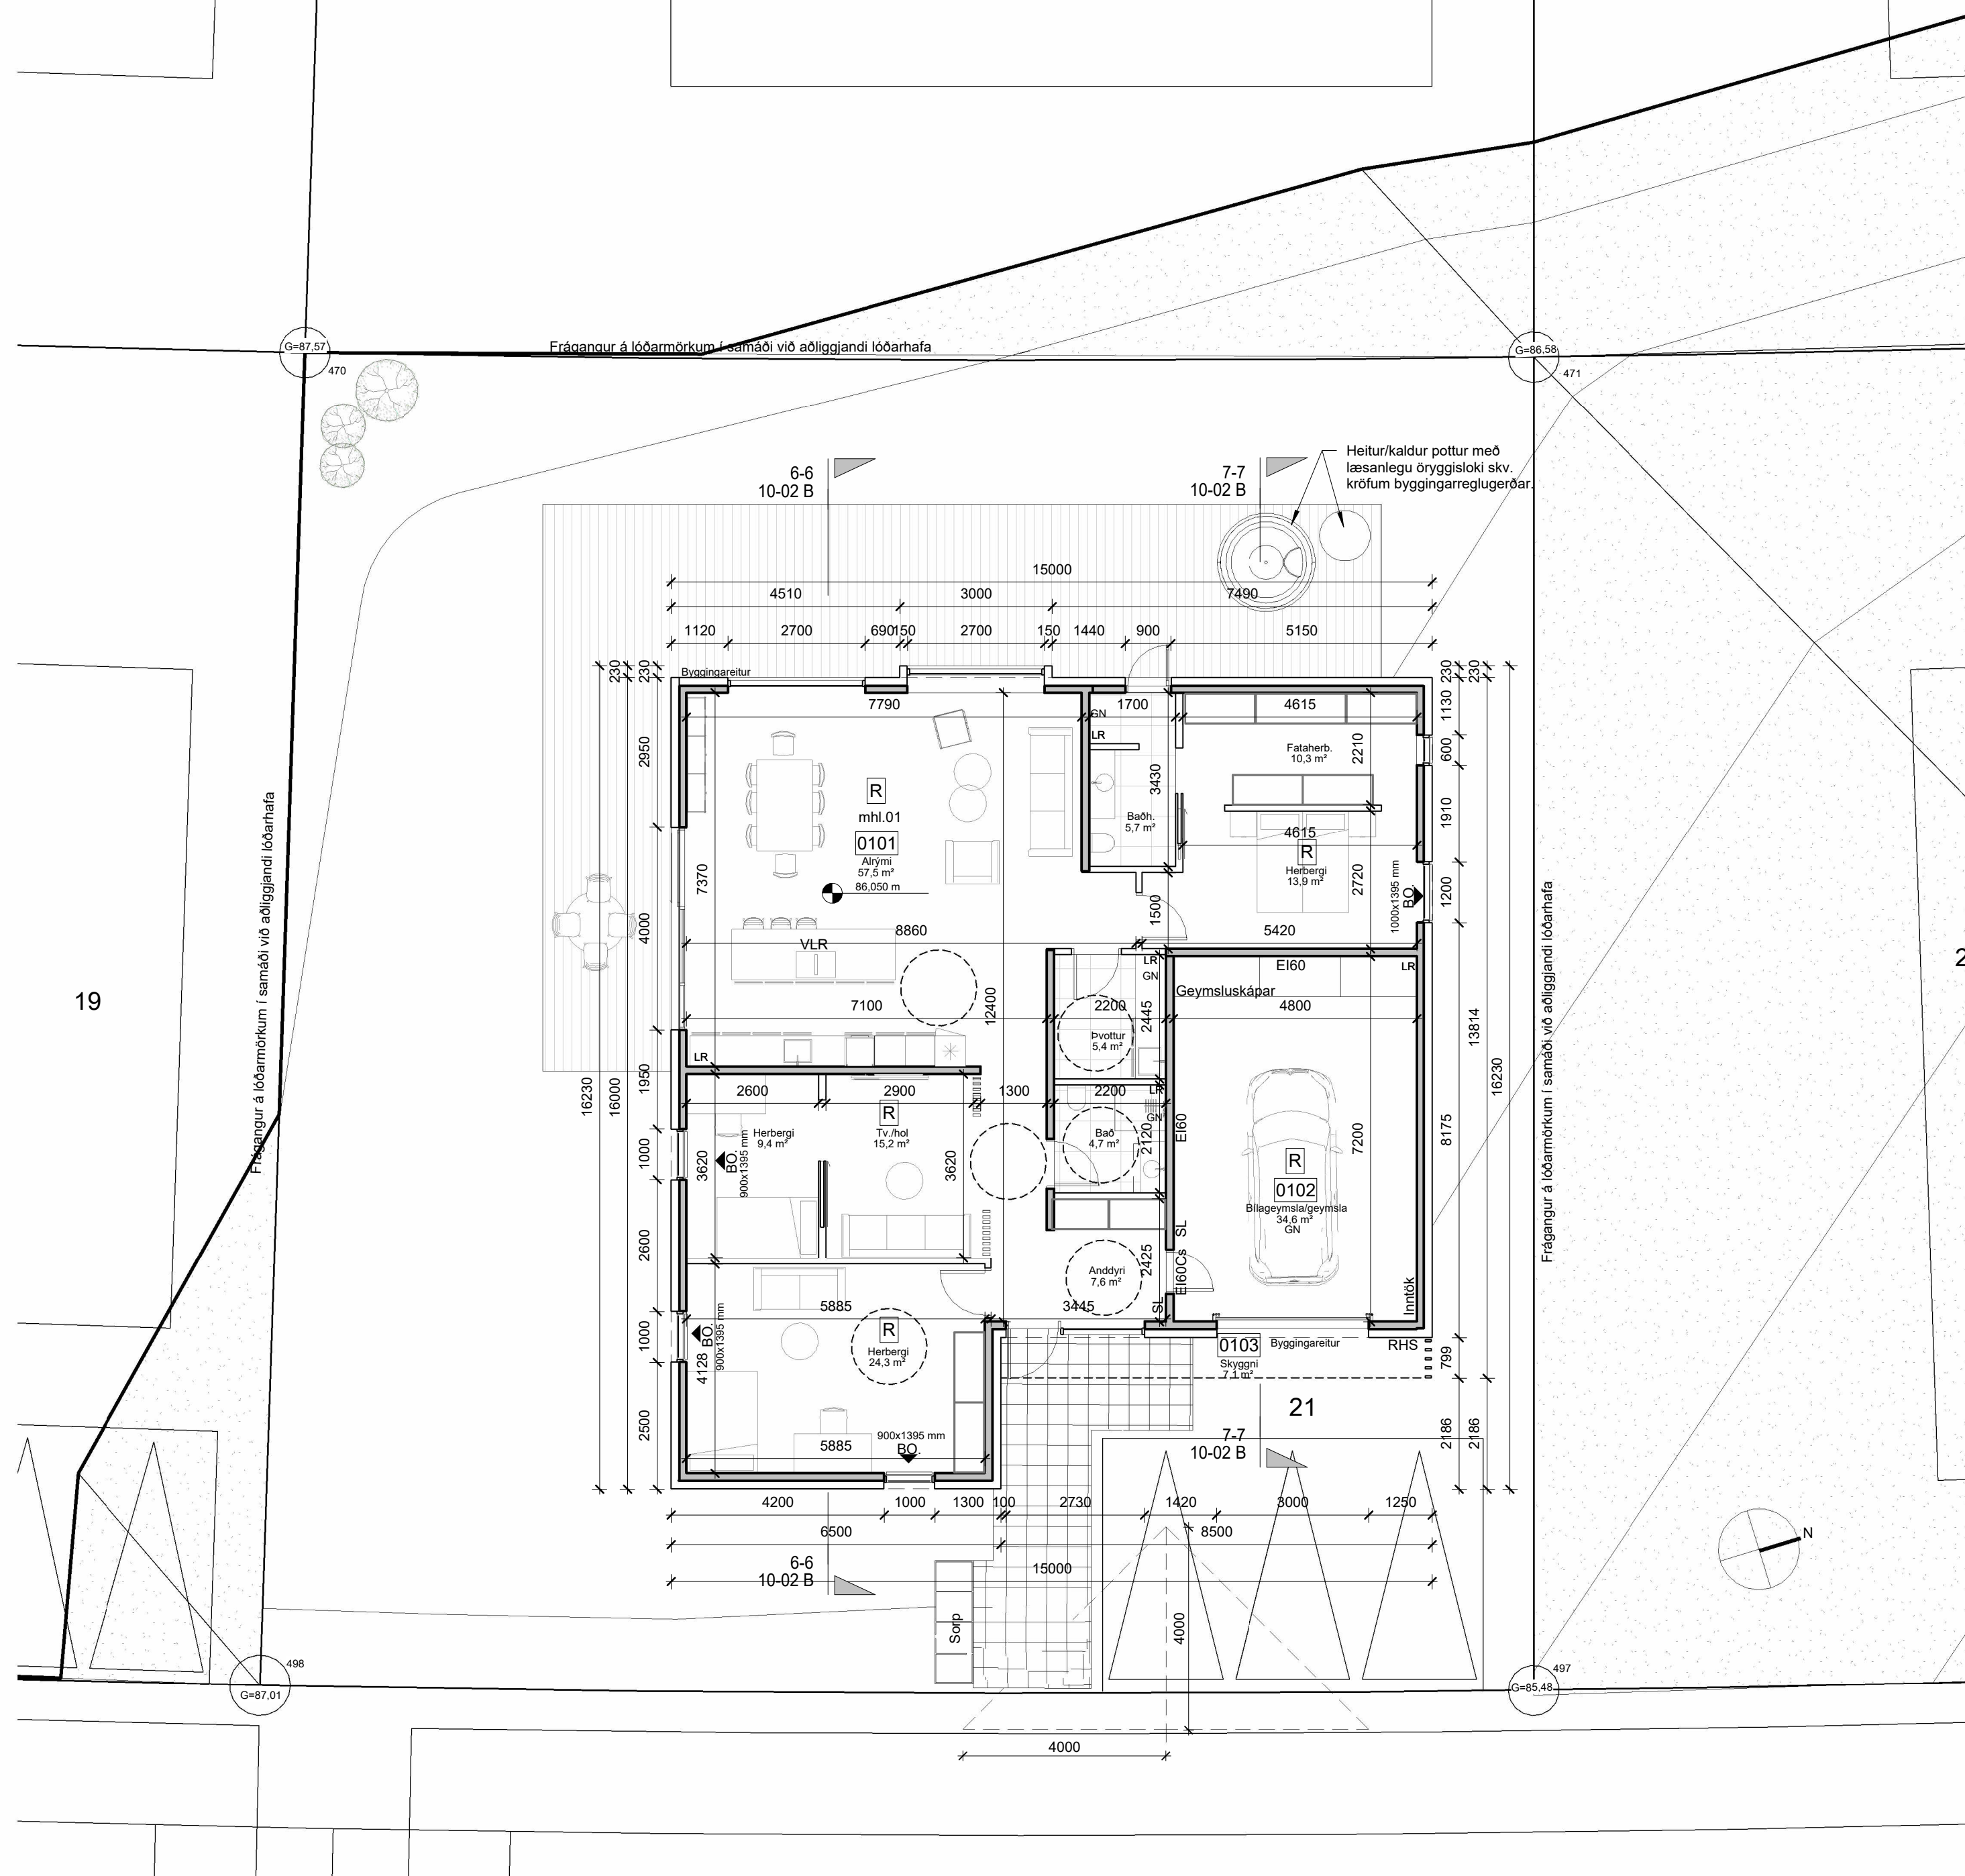 G=87,57
470
Frágangur á lóðarmörkum í samáði við aðliggjandi lóðarhafa
G=86,58
471
6-6
10-02 B
7-7
10-02 B
Heitur/kaldur pottur með
læsanlegu öryggisloki skv.
kröfum byggingarreglugerðar.
15000
4510
3000
7490
1120
2700
690
150
2700
150
1440
900
5150
Byggingareitur
230
230
230
230
230
7790
1700
4615
GN
LR
Fataherb.
10,3 m²
2210
1130
600
2950
3430
R
mhl.01
0101
Alrými
57,5 m²
86,050 m
Baðh.
5,7 m²
4615
R
Herbergi
13,9 m²
2720
1910
1200
1000x1395 mm
BO.
7370
4000
1500
VLR
8860
5420
19
2
Frágangur á lóðarmörkum í samáði við aðliggjandi lóðarhafa
Frágangur á lóðarmörkum í samáði við aðliggjandi lóðarhafa
LR
GN
EI60
LR
Geymsluskápar
7100
12400
2200
2445
4800
Þvottur
5,4 m²
13814
LR
16230
16000
1950
16230
2600
2900
1300
2200
LR
R
Tv./hol
15,2 m²
Herbergi
9,4 m²
GN
Bað
4,7 m²
2120
EI60
7200
8175
1000
3620
BO.
900x1395 mm
3620
R
0102
Bílageymsla/geymsla
34,6 m²
GN
2600
SL
Anddyri
7,6 m²
2425
EI60Cs
SL
Inntök
5885
3445
R
Herbergi
24,3 m²
1000
4128
BO.
900x1395 mm
0103
Skyggni
7,1 m²
Byggingareitur
RHS
799
21
2500
5885
900x1395 mm
BO.
7-7
10-02 B
2186
2186
4200
1000
1300
100
2730
1420
3000
1250
6500
8500
15000
6-6
10-02 B
N
Sorp
4000
498
G=87,01
497
G=85,48
4000